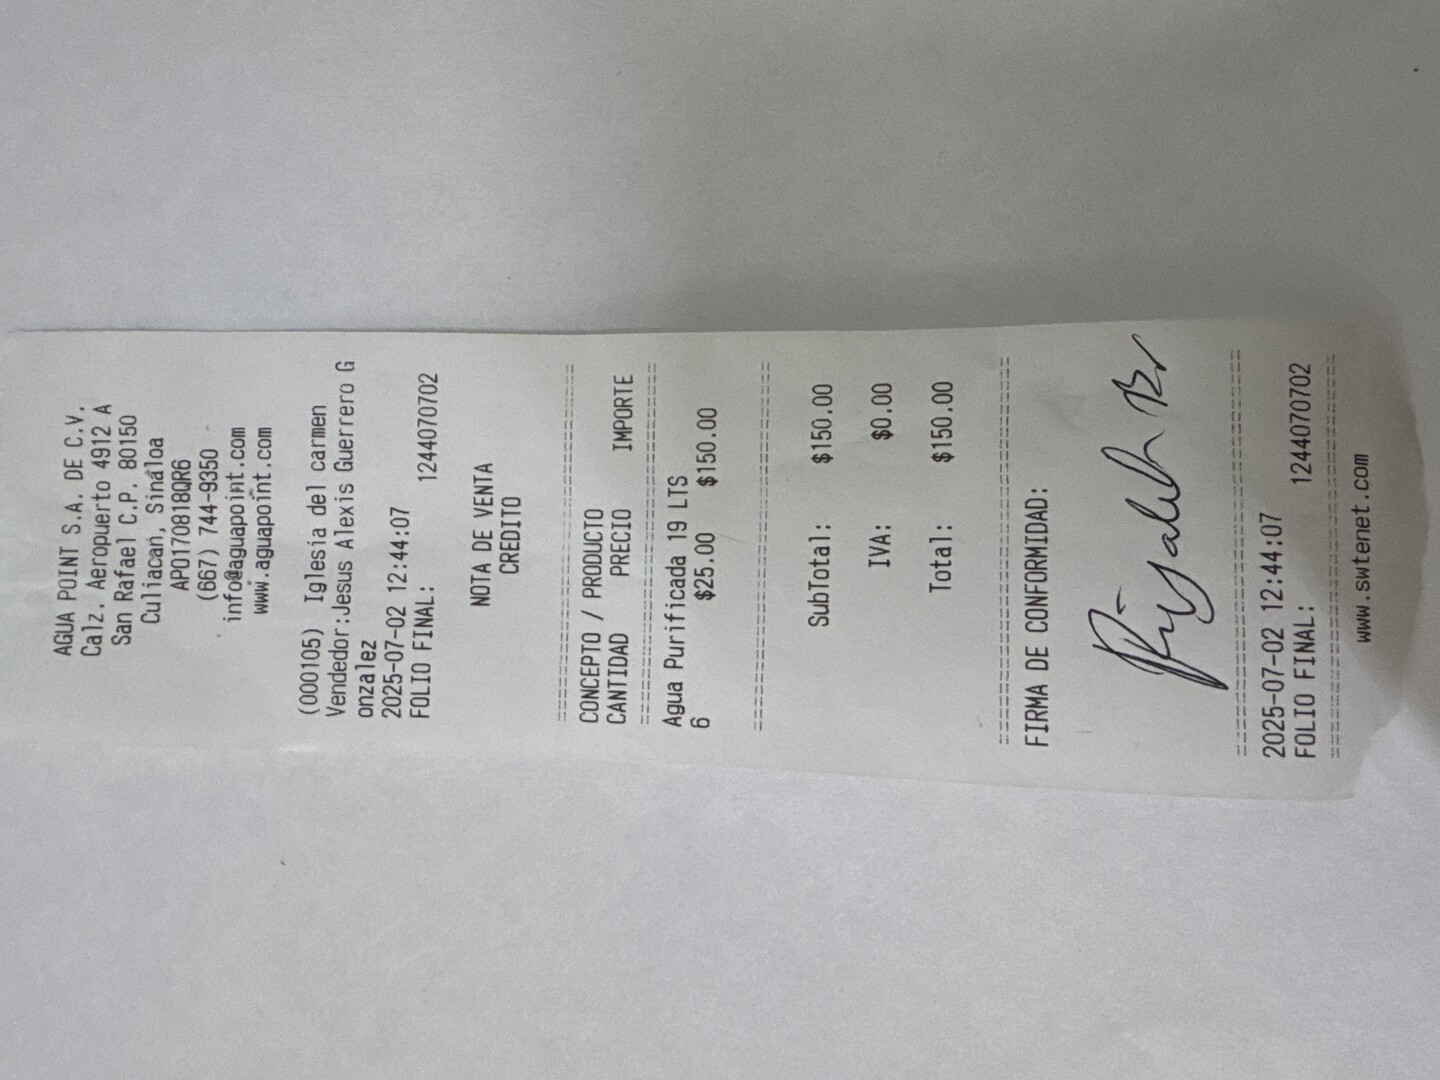 AGUA POINT S.A. DE C.V.
Calz. Aeropuerto 4912 A
San Rafael C.P. 80150
Culiacan, Sinaloa
APO170818QR6
(667) 744-9350
info@aguapoint.com
www.aguapoint.com
(000105) Iglesia del carmen
Vendedor:Jesus Alexis Guerrero G
onzalez
2025-07-02 12:44:07
FOLIO FINAL: 1244070702
NOTA DE VENTA
CREDITO
CONCEPTO / PRODUCTO
CANTIDAD PRECIO IMPORTE
Agua Purificada 19 LTS
6 $25.00 $150.00
SubTotal: $150.00
IVA: $0.00
Total: $150.00
FIRMA DE CONFORMIDAD:
2025-07-02 12:44:07
FOLIO FINAL: 1244070702
www.swtenet.com